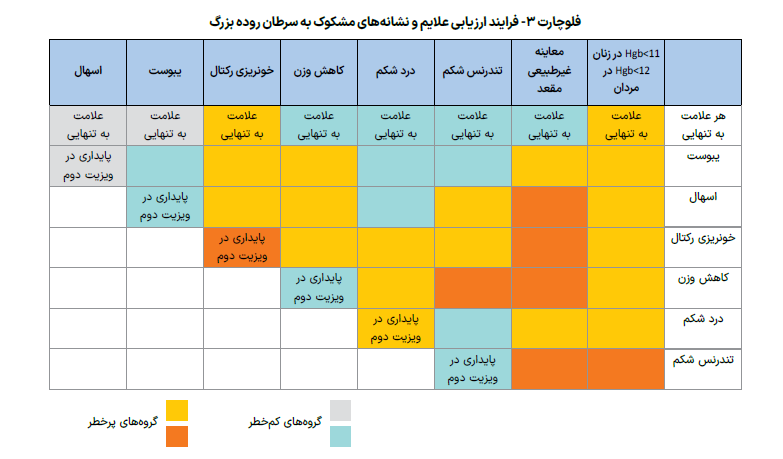 فلوچارت ۳- فرایند ارزیابی علایم و نشانه‌های مشکوک به سرطان روده بزرگ
Hgb<11 در زنان
Hgb<12 در
مردان
معاینه
غیرطبیعی
مقعد
تندرنس شکم
درد شکم
کاهش وزن
خونریزی رکتال
یبوست
اسهال
هر علامت
به تنهایی
علامت
به تنهایی
علامت
به تنهایی
علامت
به تنهایی
علامت
به تنهایی
علامت
به تنهایی
علامت
به تنهایی
علامت
به تنهایی
علامت
به تنهایی
یبوست
پایداری در
ویزیت دوم
اسهال
پایداری در
ویزیت دوم
خونریزی رکتال
پایداری در
ویزیت دوم
کاهش وزن
پایداری در
ویزیت دوم
درد شکم
پایداری در
ویزیت دوم
تندرنس شکم
پایداری در
ویزیت دوم
گروه‌های کم‌خطر
گروه‌های پرخطر